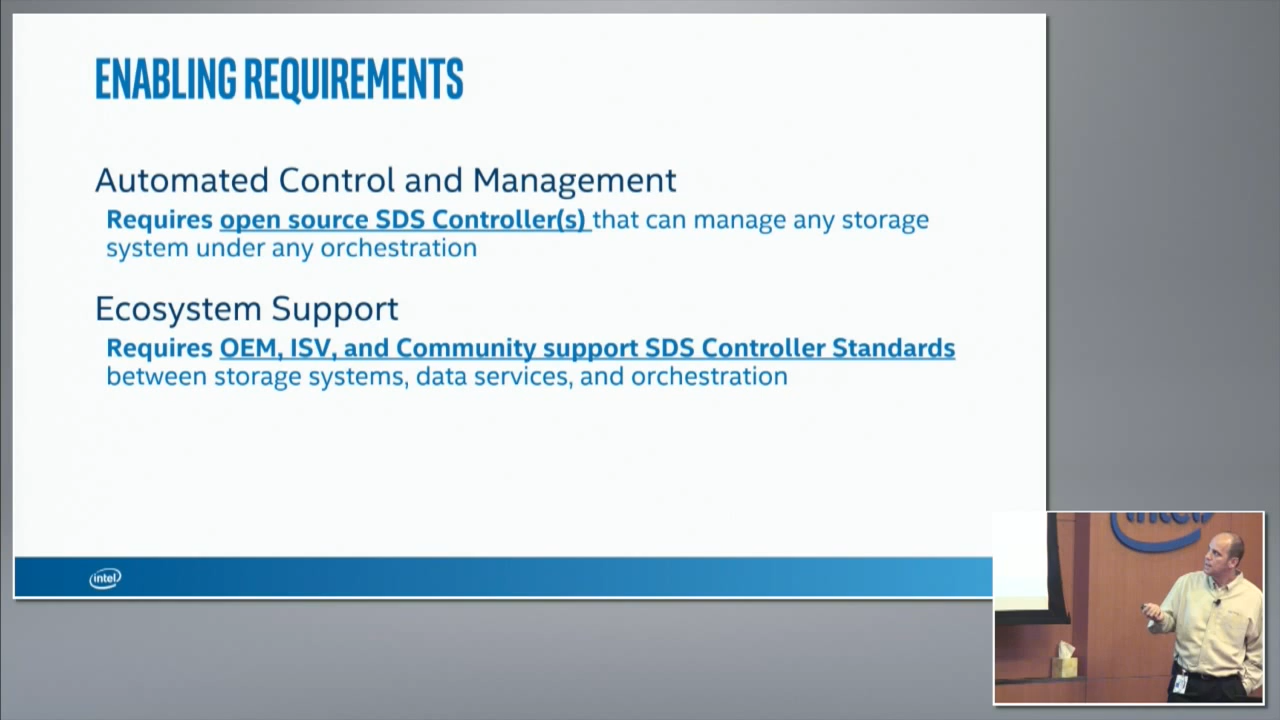 ENABLING REQUIREMENTS
Automated Control and Management
Requires open source SDS Controller(s) that can manage any storage
system under any orchestration
Ecosystem Support
Requires OEM, ISV, and Community support SDS Controller Standards
between storage systems, data services, and orchestration
intel
intel